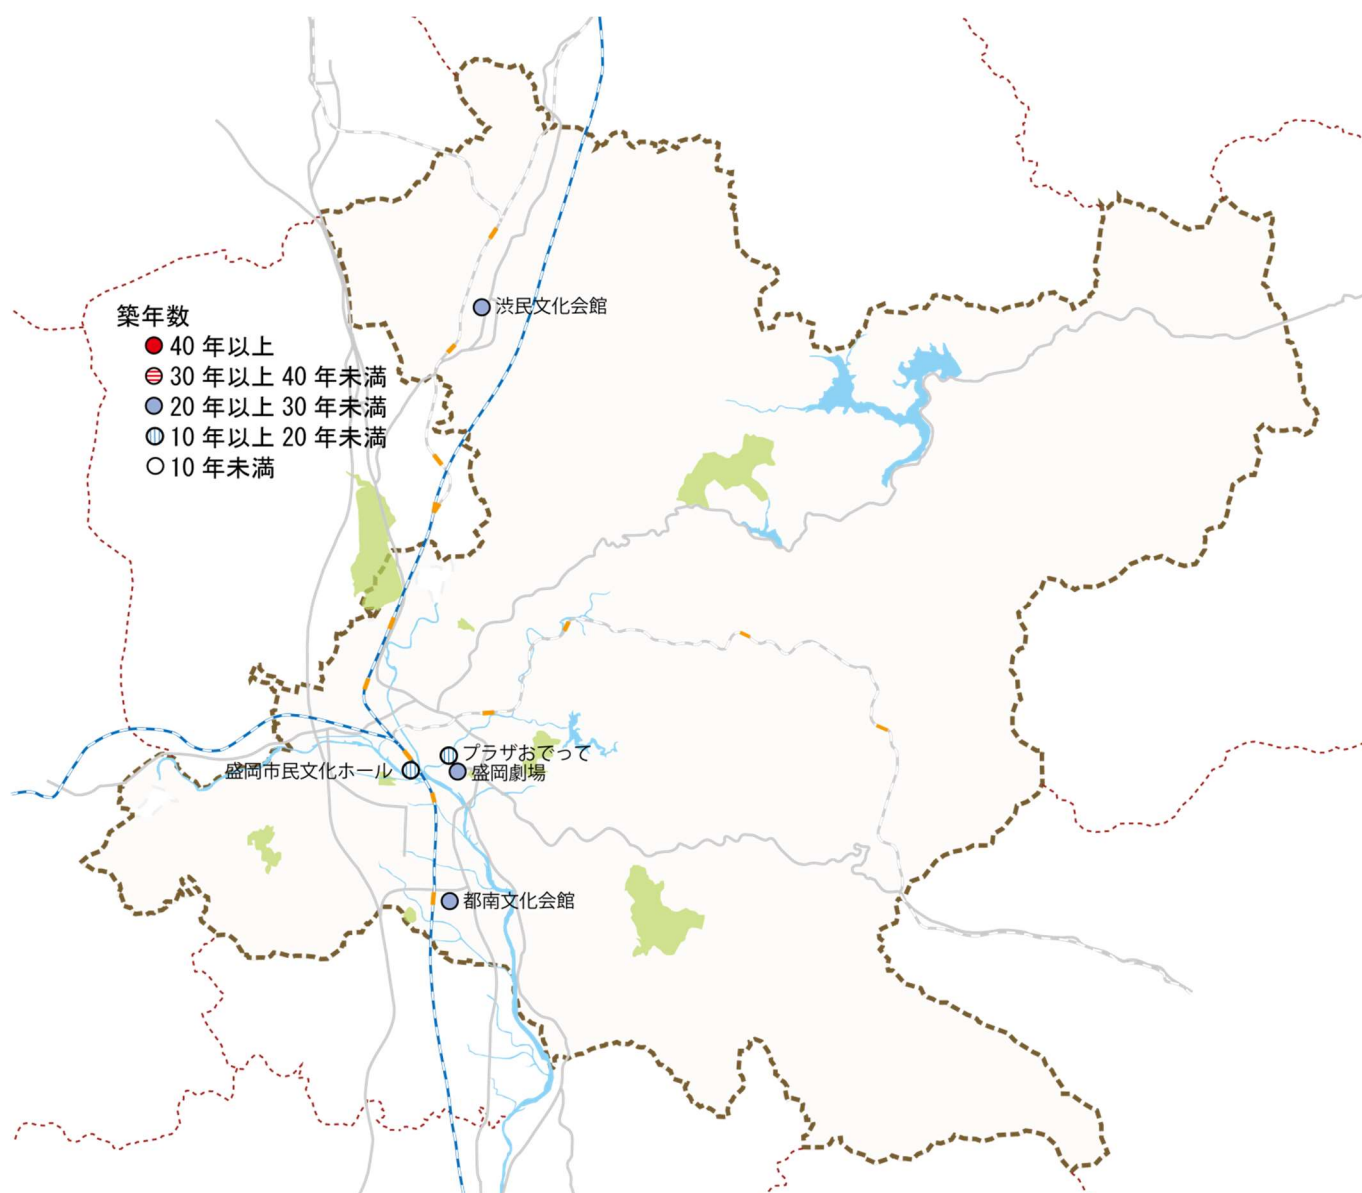 渋民文化会館
築年数
40 年以上
30 年以上 40 年未満
20 年以上 30 年未満
10 年以上 20 年未満
10 年未満
プラザおでって
盛岡市民文化ホール
盛岡劇場
都南文化会館